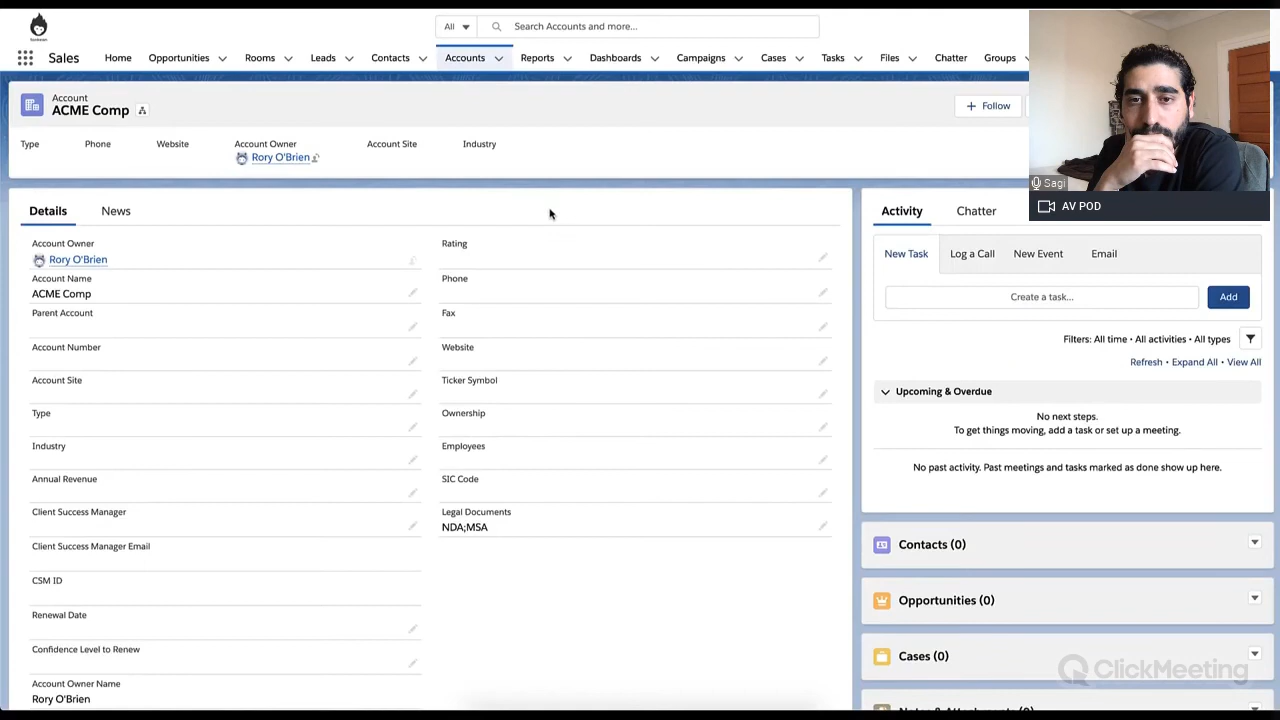 All
Search Accounts and more...
Sales
Home
Opportunities
Rooms
Leads
Contacts
Accounts
Reports
Dashboards
Campaigns
Cases
Tasks
Files
Chatter
Groups
Account
ACME Comp
Follow
Type
Phone
Website
Account Owner
Rory O'Brien
Account Site
Industry
Sagi
AV POD
Details
News
Account Owner
Rory O'Brien
Account Name
ACME Comp
Parent Account
Account Number
Account Site
Type
Industry
Annual Revenue
Client Success Manager
Client Success Manager Email
CSM ID
Renewal Date
Confidence Level to Renew
Account Owner Name
Rory O'Brien
Rating
Phone
Fax
Website
Ticker Symbol
Ownership
Employees
SIC Code
Legal Documents
NDA;MSA
Activity
Chatter
New Task
Log a Call
New Event
Email
Create a task...
Add
Filters: All time • All activities • All types
Refresh • Expand All • View All
Upcoming & Overdue
No next steps.
To get things moving, add a task or set up a meeting.
No past activity. Past meetings and tasks marked as done show up here.
Contacts (0)
Opportunities (0)
Cases (0)
ClickMeeting
Notes & Attachments (0)